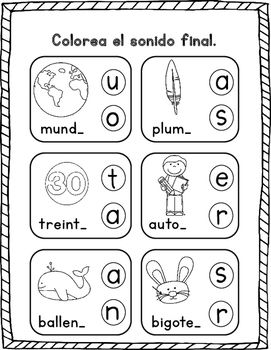 Colorea el sonido final.
u
o
mund_
a
s
plum_
30
t
a
treint_
e
r
auto_
a
n
ballen_
s
r
bigote_